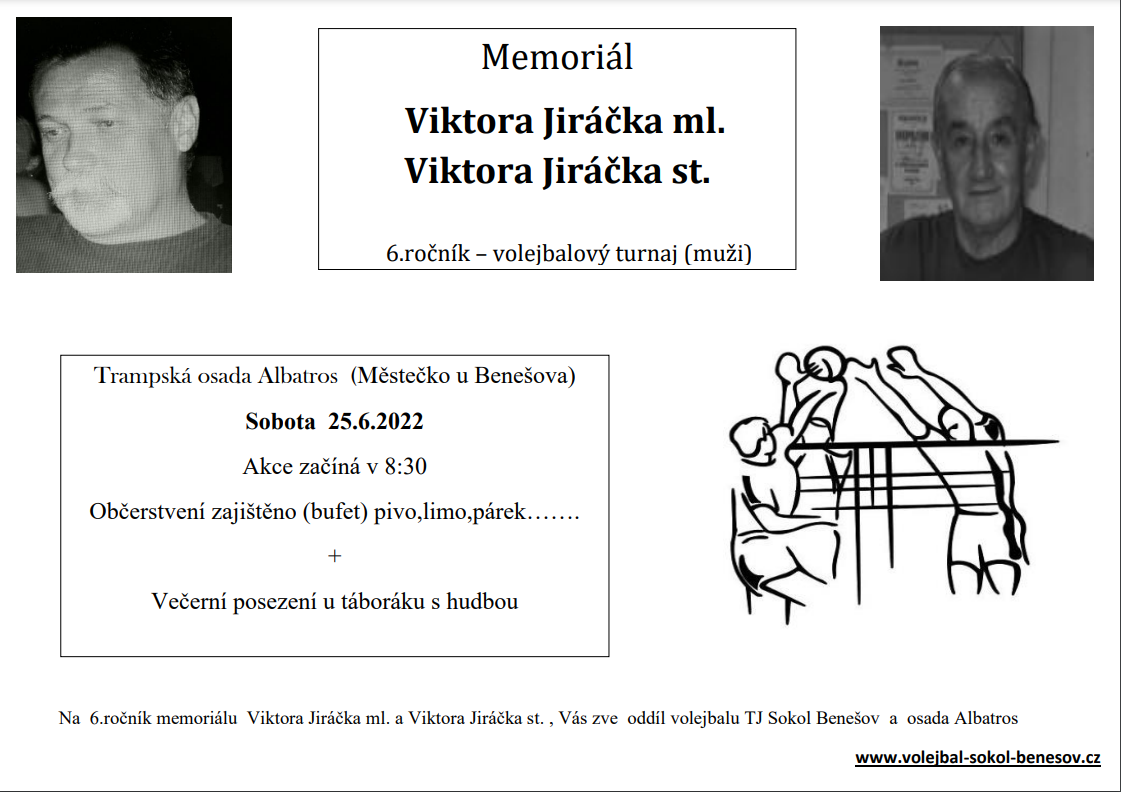 Memoriál
Viktora Jiráčka ml.
Viktora Jiráčka st.
6.ročník – volejbalový turnaj (muži)
Trampská osada Albatros (Městečko u Benešova)
Sobota 25.6.2022
Akce začíná v 8:30
Občerstvení zajištěno (bufet) pivo,limo,párek…….
+
Večerní posezení u táboráku s hudbou
Na 6.ročník memoriálu Viktora Jiráčka ml. a Viktora Jiráčka st. , Vás zve oddíl volejbalu TJ Sokol Benešov a osada Albatros
www.volejbal-sokol-benesov.cz